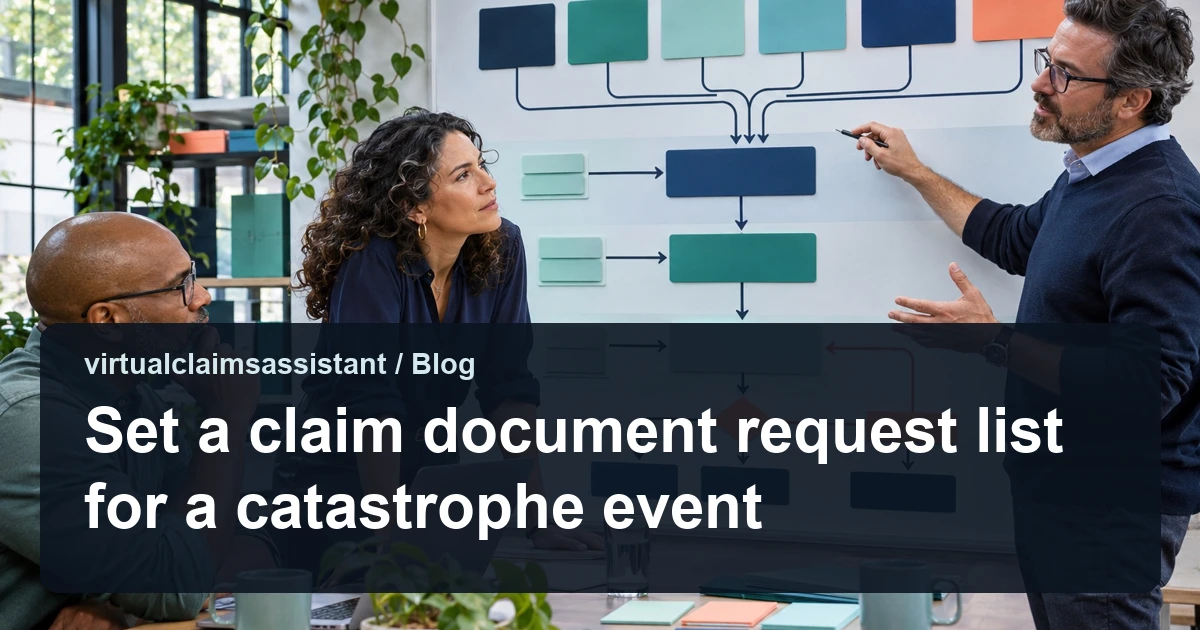 virtualclaimsassistant / Blog
Set a claim document request list
for a catastrophe event